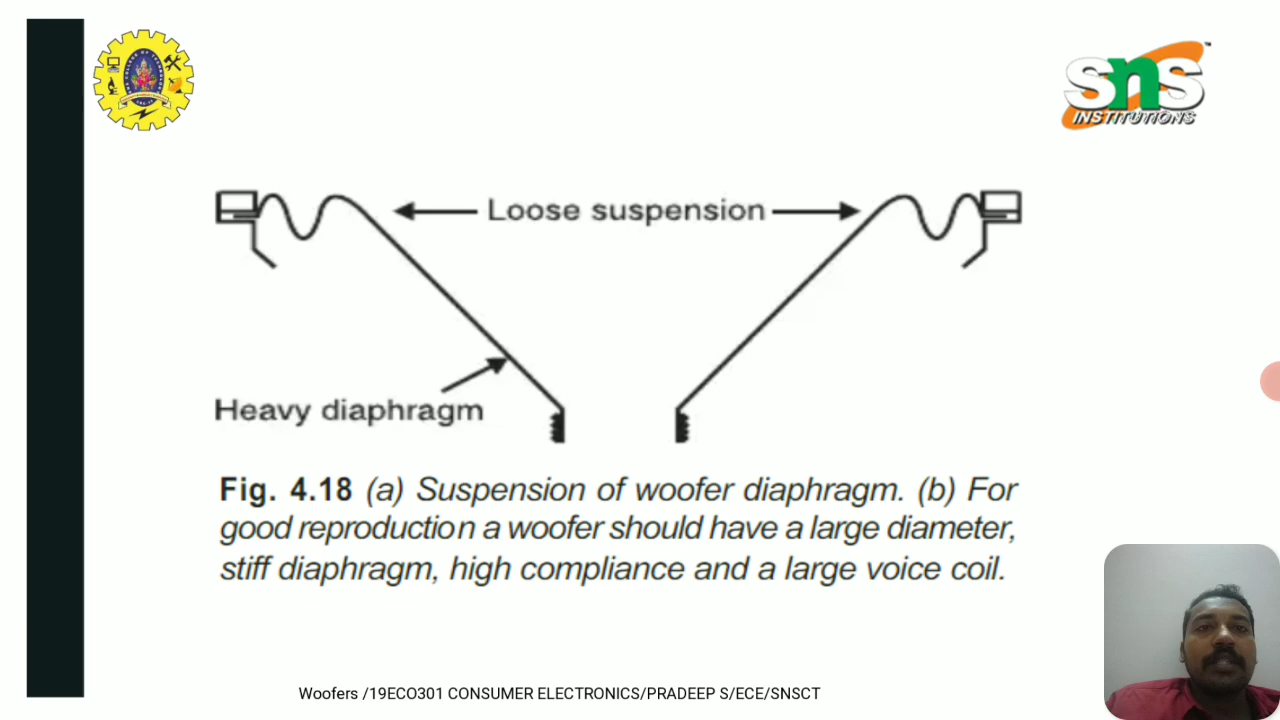 SNS
INSTITUTIONS
Loose suspension
Heavy diaphragm
Fig. 4.18 (a) Suspension of woofer diaphragm. (b) For
good reproduction a woofer should have a large diameter,
stiff diaphragm, high compliance and a large voice coil.
Woofers /19ECO301 CONSUMER ELECTRONICS/PRADEEP S/ECE/SNSCT